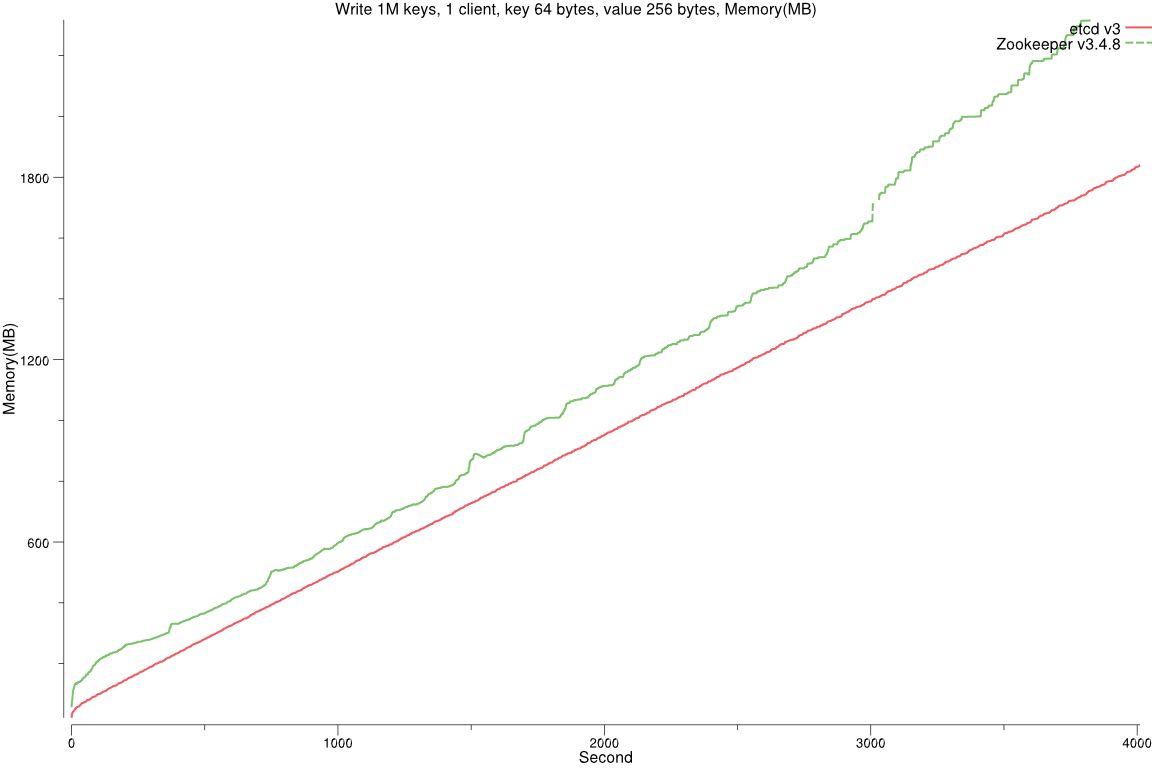 Write 1M keys, 1 client, key 64 bytes, value 256 bytes, Memory(MB)
etcd v3
Zookeeper v3.4.8
1800
1200
600
Memory(MB)
0
1000
2000
3000
4000
Second